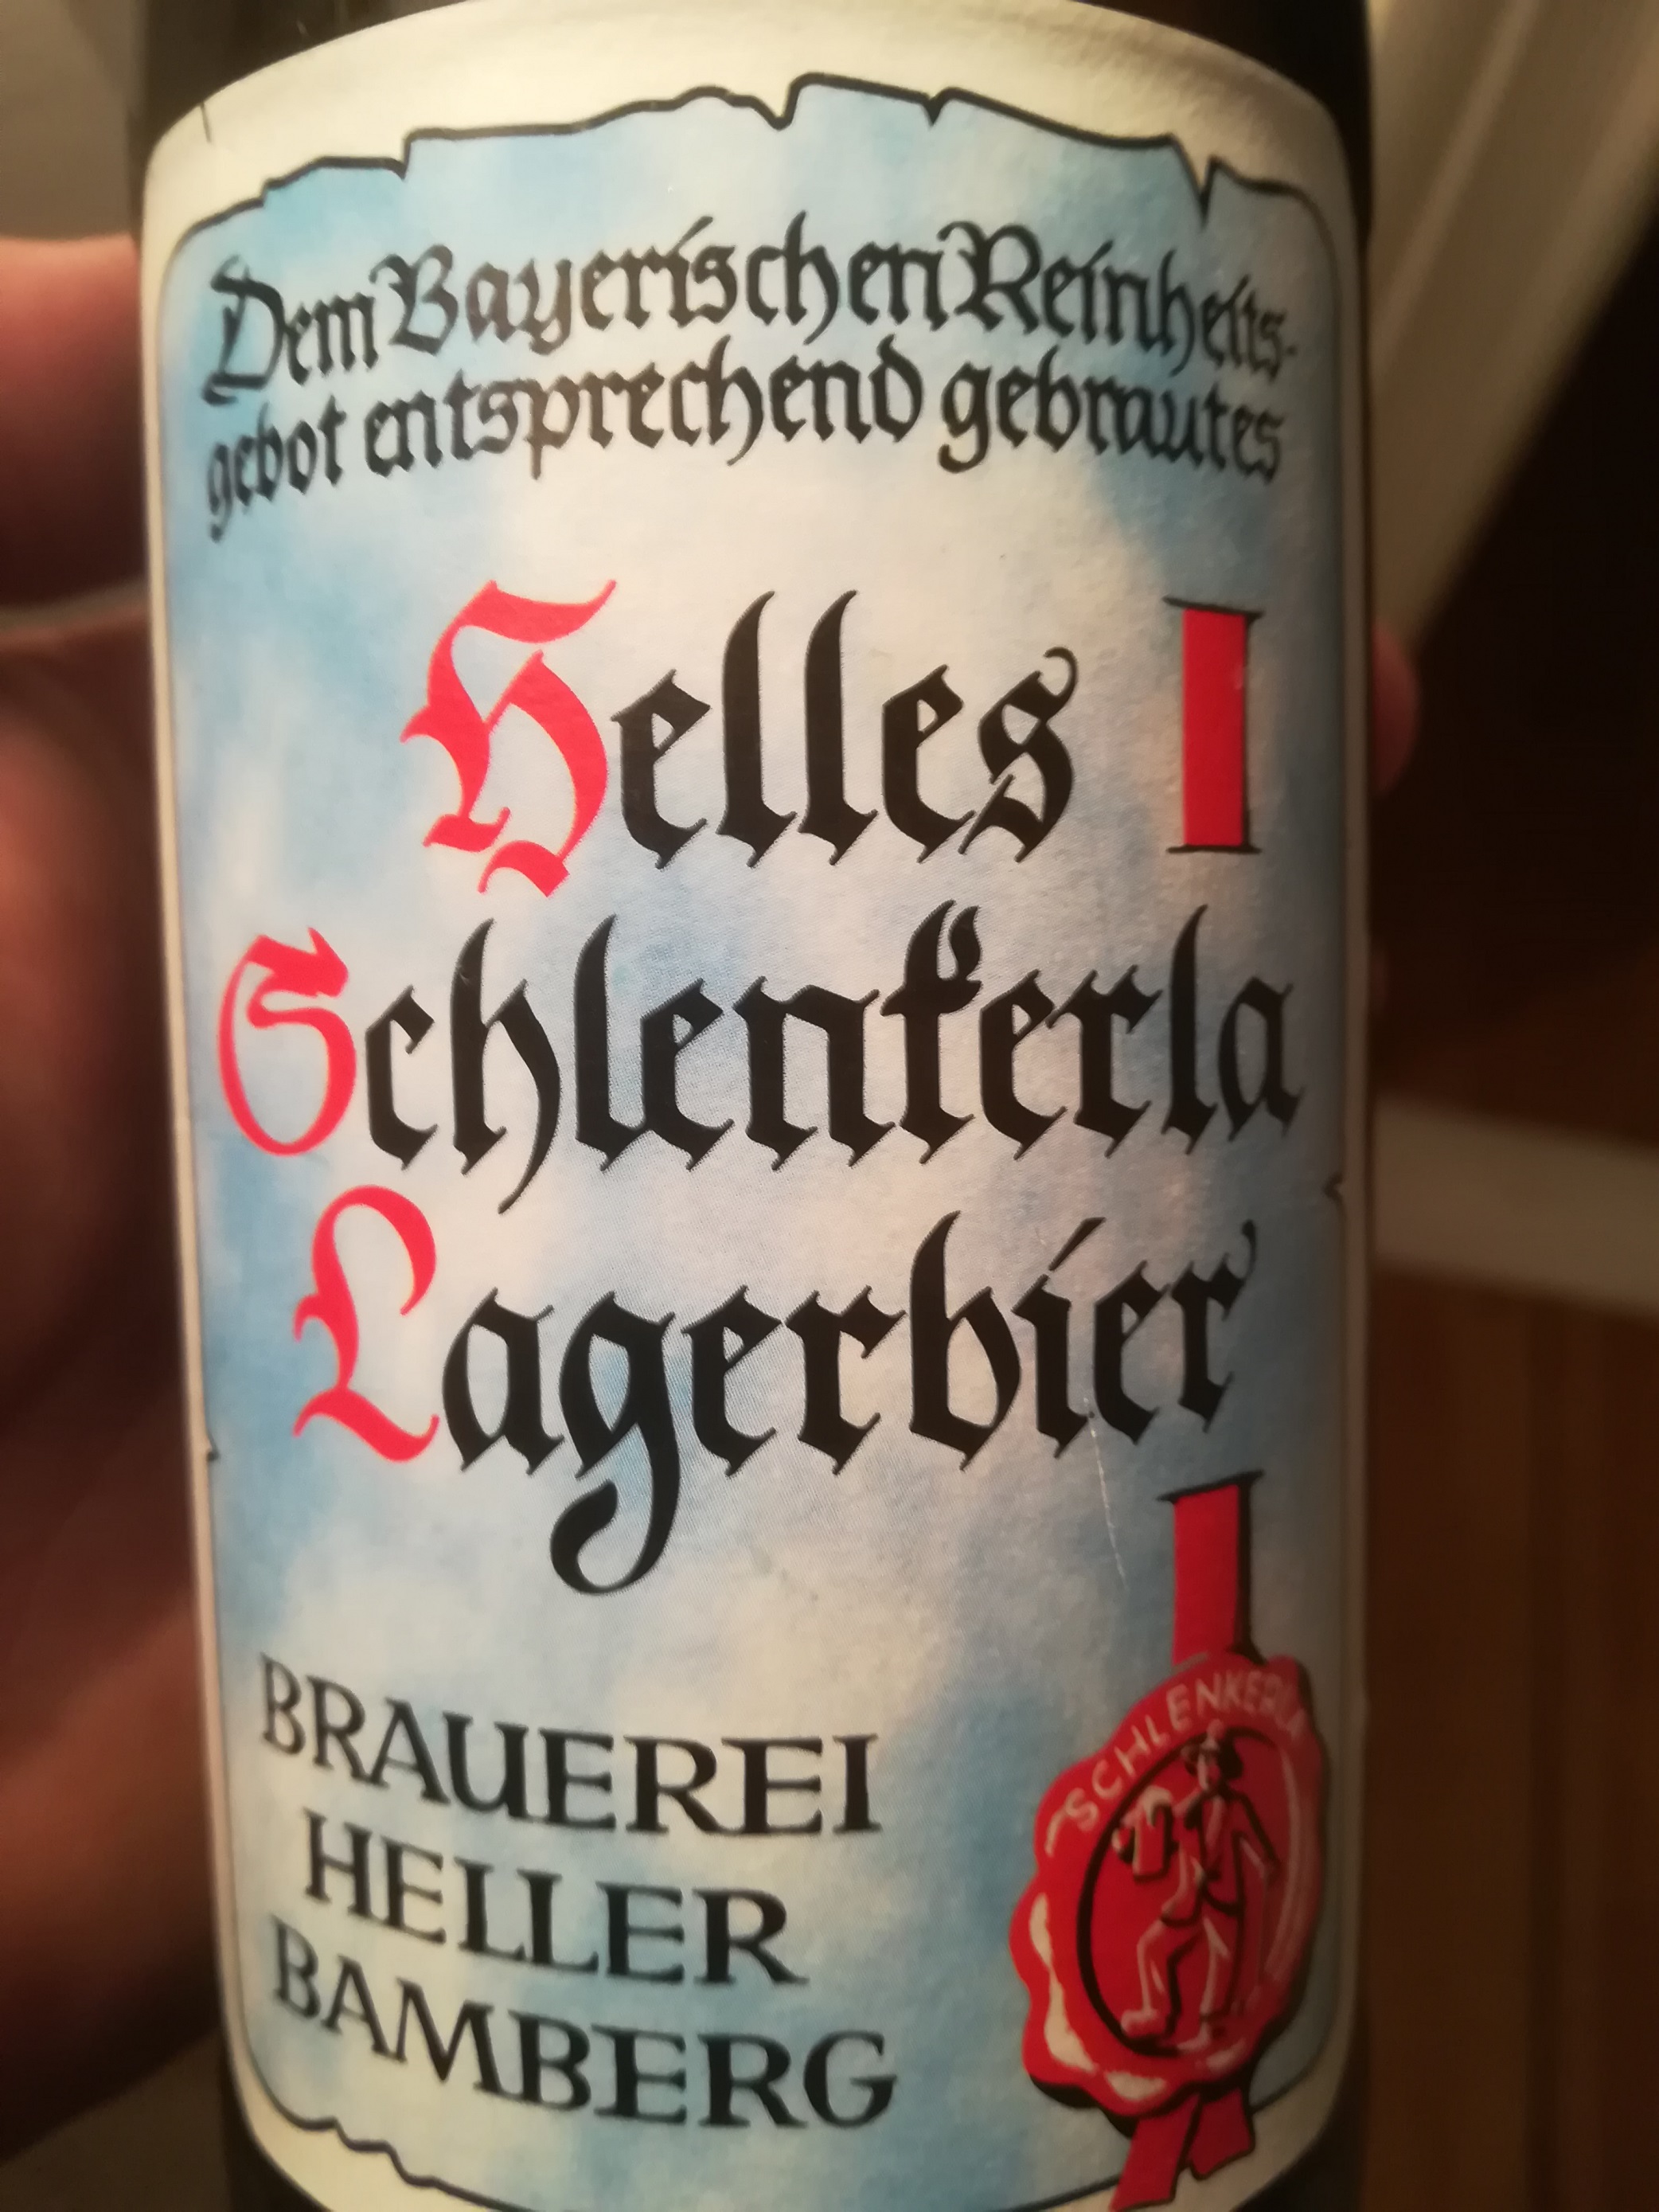 Dem Bayerischen Reinheits-
gebot entsprechend gebrautes
Helles
Schlenkerla
Lagerbier
BRAUEREI
HELLER
BAMBERG
SCHLENKERLA